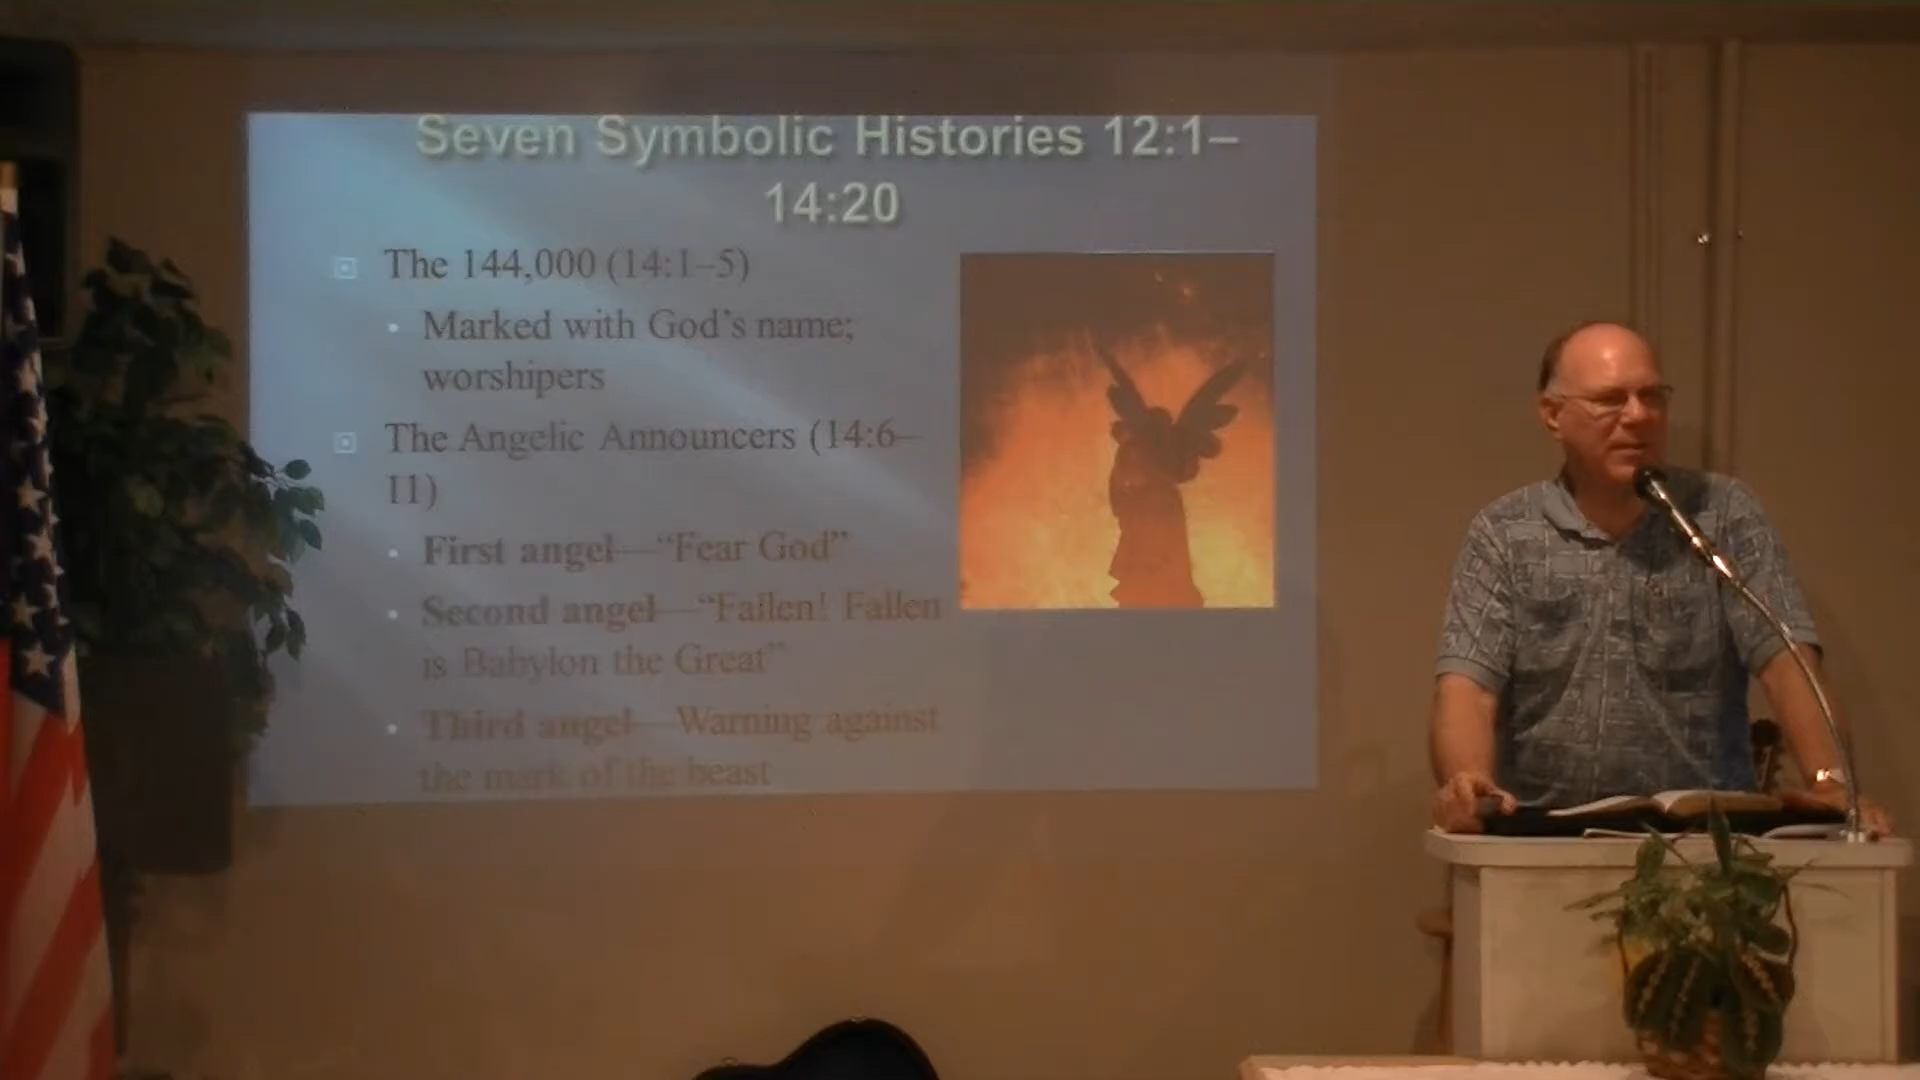 Seven Symbolic Histories 12:1–
14:20
The 144,000 (14:1–5)
Marked with God's name;
worshipers
The Angelic Announcers (14:6–
11)
First angel—“Fear God”
Second angel—“Fallen! Fallen
is Babylon the Great”
Third angel—Warning against
the mark of the beast